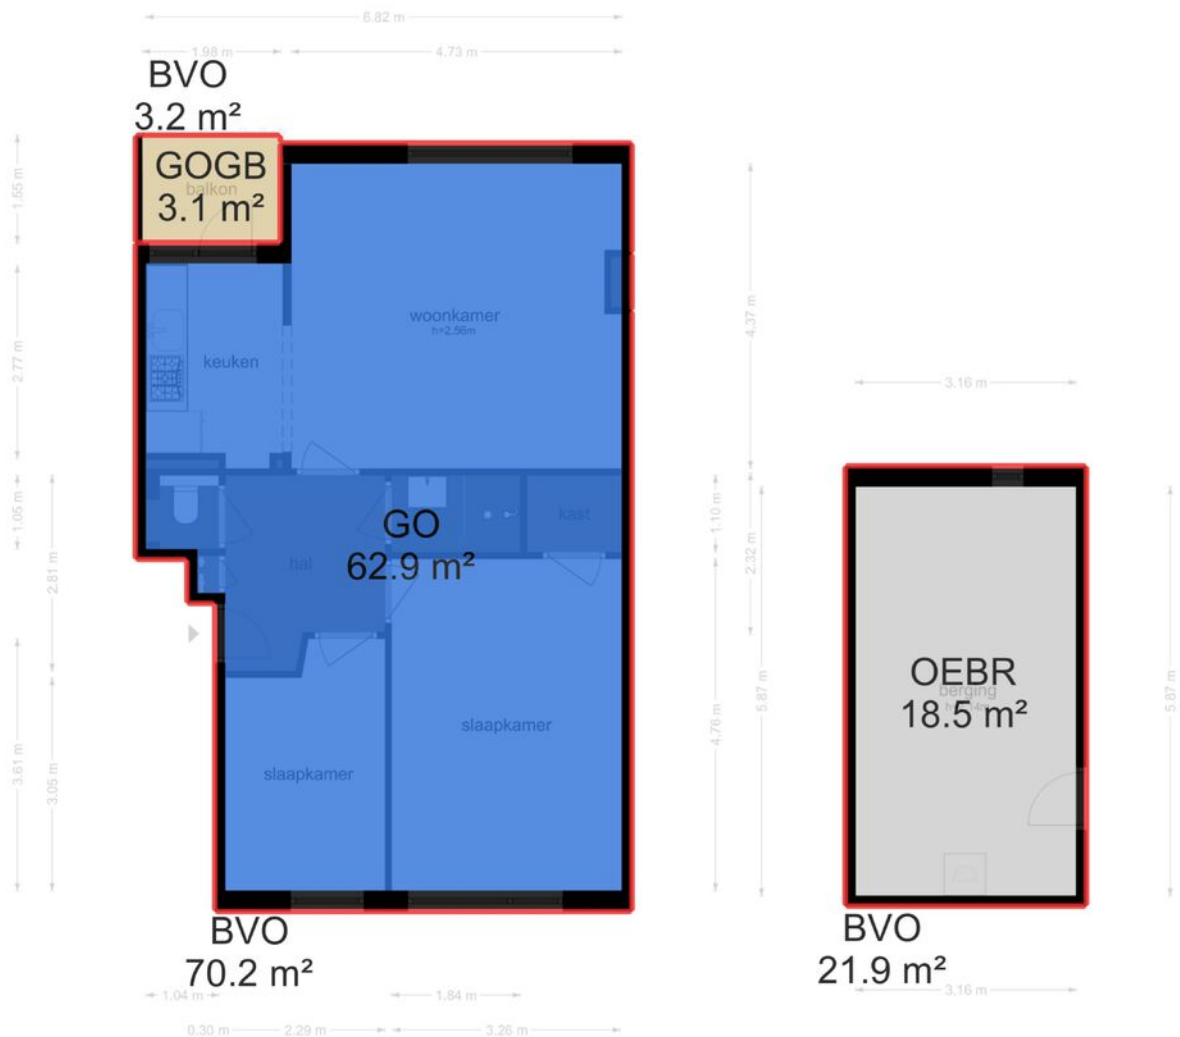 6.82 m
1.98 m
4.73 m
BVO
3.2 m²
GOGB
balkon
3.1 m²
1.55 m
woonkamer
h=2.56m
4.37 m
keuken
2.77 m
3.16 m
1.05 m
2.81 m
GO
62.9 m²
hal
kast
1.10 m
2.32 m
OEBR
berging
18.5 m²
5.87 m
5.87 m
4.76 m
slaapkamer
slaapkamer
3.61 m
3.05 m
BVO
70.2 m²
BVO
21.9 m²
1.04 m
1.84 m
3.16 m
0.30 m
2.29 m
3.26 m